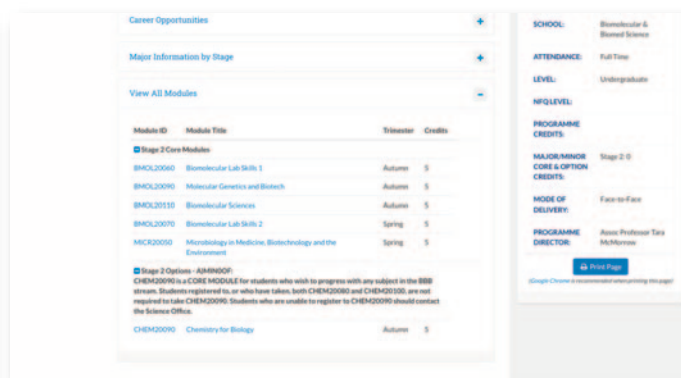 Career Opportunities
Major Information by Stage
View All Modules
Module ID Module Title Trimester Credits
Stage 2 Core Modules
BMOL20060 Biomolecular Lab Skills 1 Autumn 5
BMOL20090 Molecular Genetics and Biotech Autumn 5
BMOL20110 Biomolecular Sciences Autumn 5
BMOL20070 Biomolecular Lab Skills 2 Spring 5
MICR20050 Microbiology in Medicine, Biotechnology and the Spring 5
Environment
Stage 2 Options - A)MIN0OF:
CHEM20090 is a CORE MODULE for students who wish to progress with any subject in the BBB
stream. Students registered to, or who have taken, both CHEM20080 and CHEM20100, are not
required to take CHEM20090. Students who are unable to register to CHEM20090 should contact
the Science Office.
CHEM20090 Chemistry for Biology Autumn 5
SCHOOL: Biomolecular &
Biomed Science
ATTENDANCE: Full Time
LEVEL: Undergraduate
NFQ LEVEL:
PROGRAMME
CREDITS:
MAJOR/MINOR Stage 2: 0
CORE & OPTION
CREDITS:
MODE OF Face-to-Face
DELIVERY:
PROGRAMME Assoc Professor Tara
DIRECTOR: McMorrow
Print Page
(Google Chrome is recommended when printing this page)